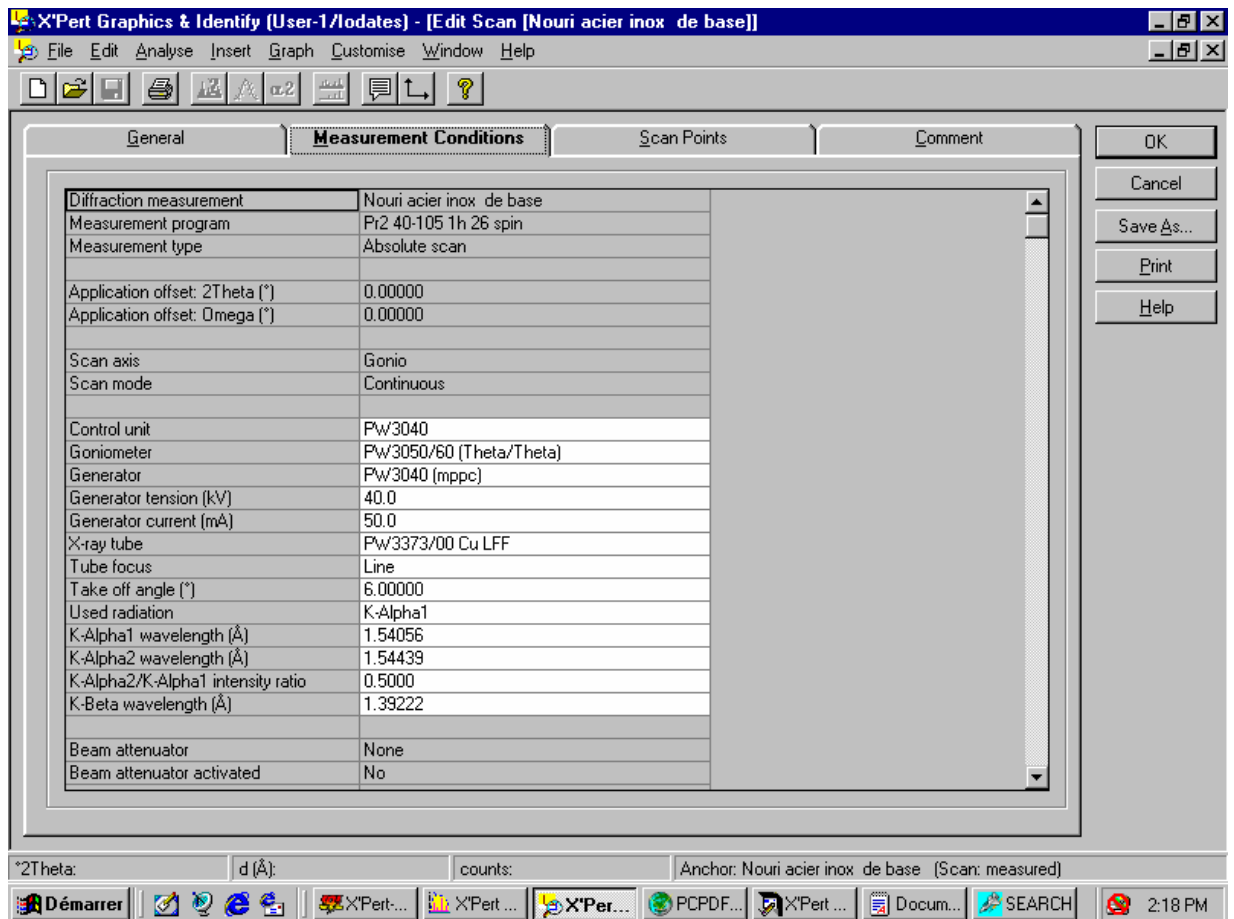 X'Pert Graphics & Identify (User-1/Iodates) - [Edit Scan [Nouri acier inox  de base]]
File Edit Analyse Insert Graph Customise Window Help
α2
General Measurement Conditions Scan Points Comment
OK
Cancel
Save As...
Print
Help
Diffraction measurement Nouri acier inox  de base
Measurement program Pr2 40-105 1h 26 spin
Measurement type Absolute scan
Application offset: 2Theta (°) 0.00000
Application offset: Omega (°) 0.00000
Scan axis Gonio
Scan mode Continuous
Control unit PW3040
Goniometer PW3050/60 (Theta/Theta)
Generator PW3040 (mppc)
Generator tension (kV) 40.0
Generator current (mA) 50.0
X-ray tube PW3373/00 Cu LFF
Tube focus Line
Take off angle (°) 6.00000
Used radiation K-Alpha1
K-Alpha1 wavelength (Å) 1.54056
K-Alpha2 wavelength (Å) 1.54439
K-Alpha2/K-Alpha1 intensity ratio 0.5000
K-Beta wavelength (Å) 1.39222
Beam attenuator None
Beam attenuator activated No
°2Theta: d (Å): counts: Anchor: Nouri acier inox  de base   (Scan: measured)
Démarrer X'Pert-... X'Pert ... X'Per... PCPDF... X'Pert ... Docum... SEARCH 2:18 PM